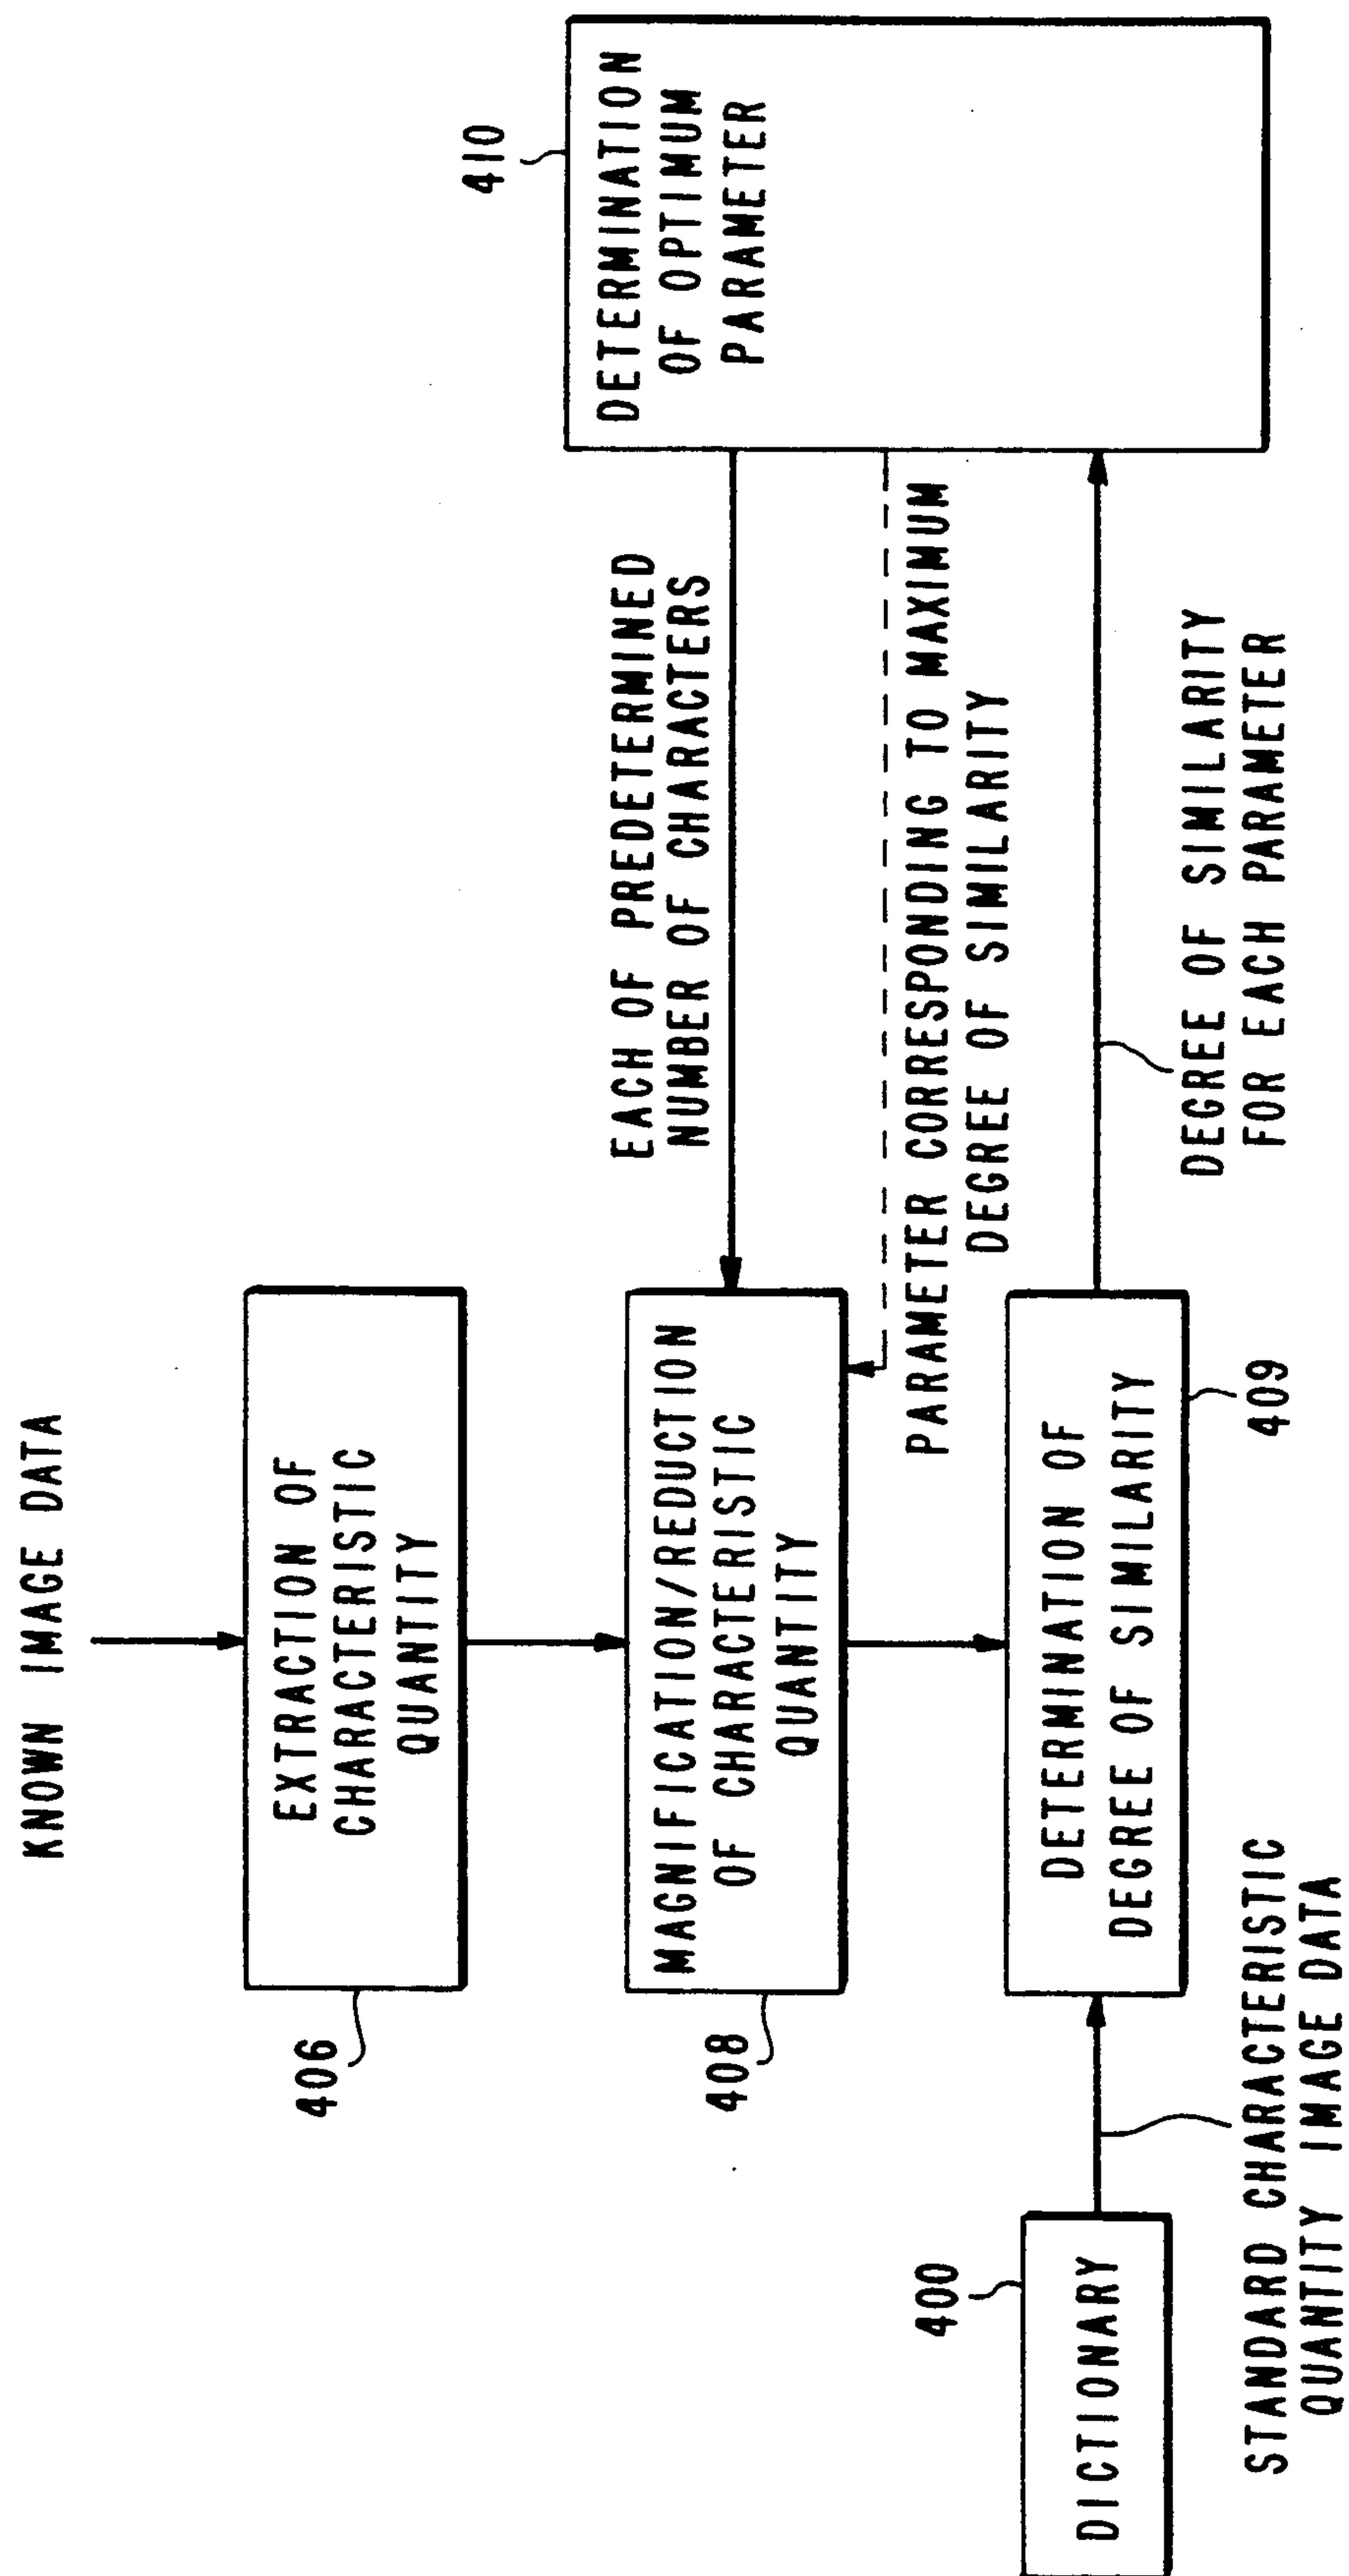 KNOWN IMAGE DATA
EXTRACTION OF
CHARACTERISTIC
QUANTITY
406
MAGNIFICATION/REDUCTION
OF CHARACTERISTIC
QUANTITY
408
EACH OF PREDETERMINED
NUMBER OF CHARACTERS
410
DETERMINATION
OF OPTIMUM
PARAMETER
PARAMETER CORRESPONDING TO MAXIMUM
DEGREE OF SIMILARITY
400
DICTIONARY
DETERMINATION OF
DEGREE OF SIMILARITY
409
DEGREE OF SIMILARITY
FOR EACH PARAMETER
STANDARD CHARACTERISTIC
QUANTITY IMAGE DATA